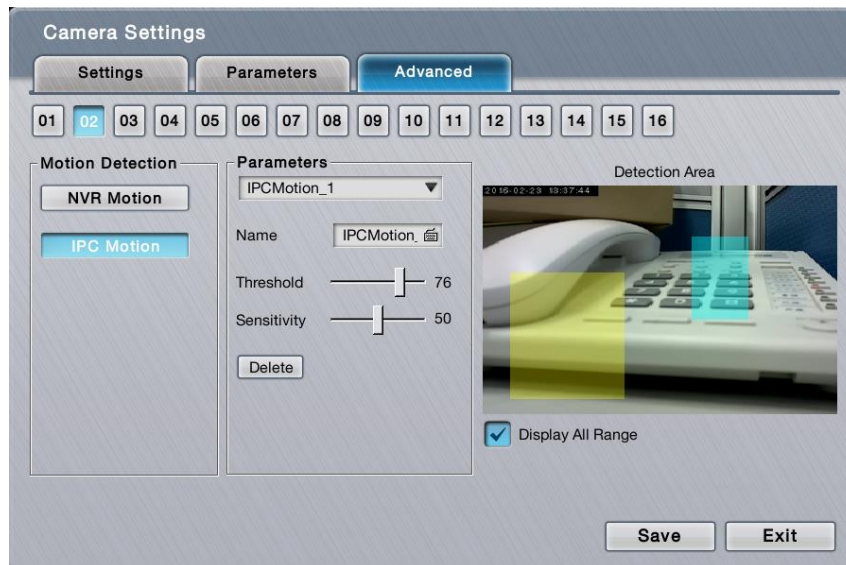 Camera Settings
Settings Parameters Advanced
01 02 03 04 05 06 07 08 09 10 11 12 13 14 15 16
Motion Detection
NVR Motion
IPC Motion
Parameters
IPCMotion_1
Name IPCMotion_
Threshold 76
Sensitivity 50
Delete
Detection Area
2016-02-23 13:37:44
Display All Range
Save Exit